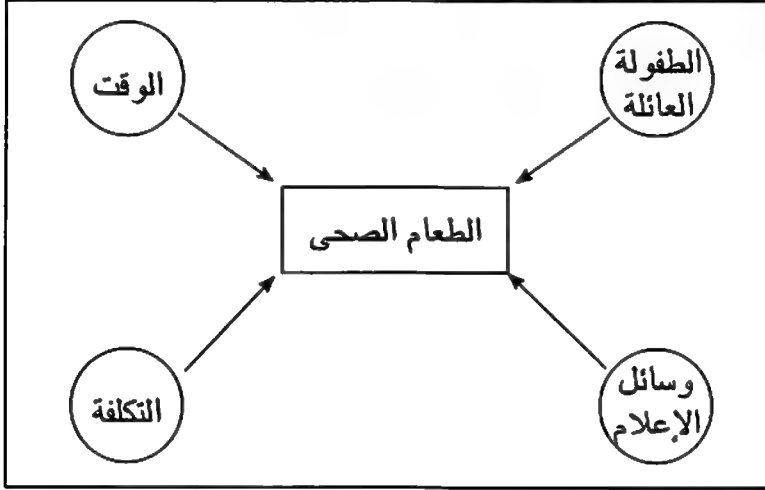 الطفولة
العائلة
الوقت
الطعام الصحى
وسائل
الإعلام
التكلفة